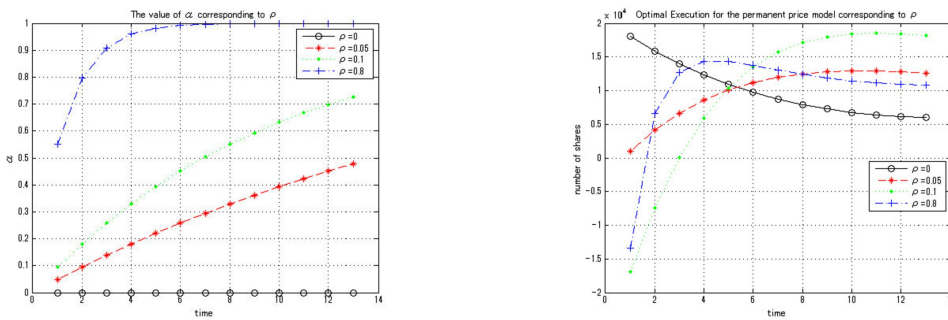 The value of α corresponding to ρ
1
0.9
0.8
0.7
0.6
0.5
0.4
0.3
0.2
0.1
0
α
0 2 4 6 8 10 12 14
time
ρ=0
ρ=0.05
ρ=0.1
ρ=0.8
x 10⁴ Optimal Execution for the permanent price model corresponding to ρ
2
1.5
1
0.5
0
-0.5
-1
-1.5
-2
number of shares
0 2 4 6 8 10 12 14
time
ρ=0
ρ=0.05
ρ=0.1
ρ=0.8